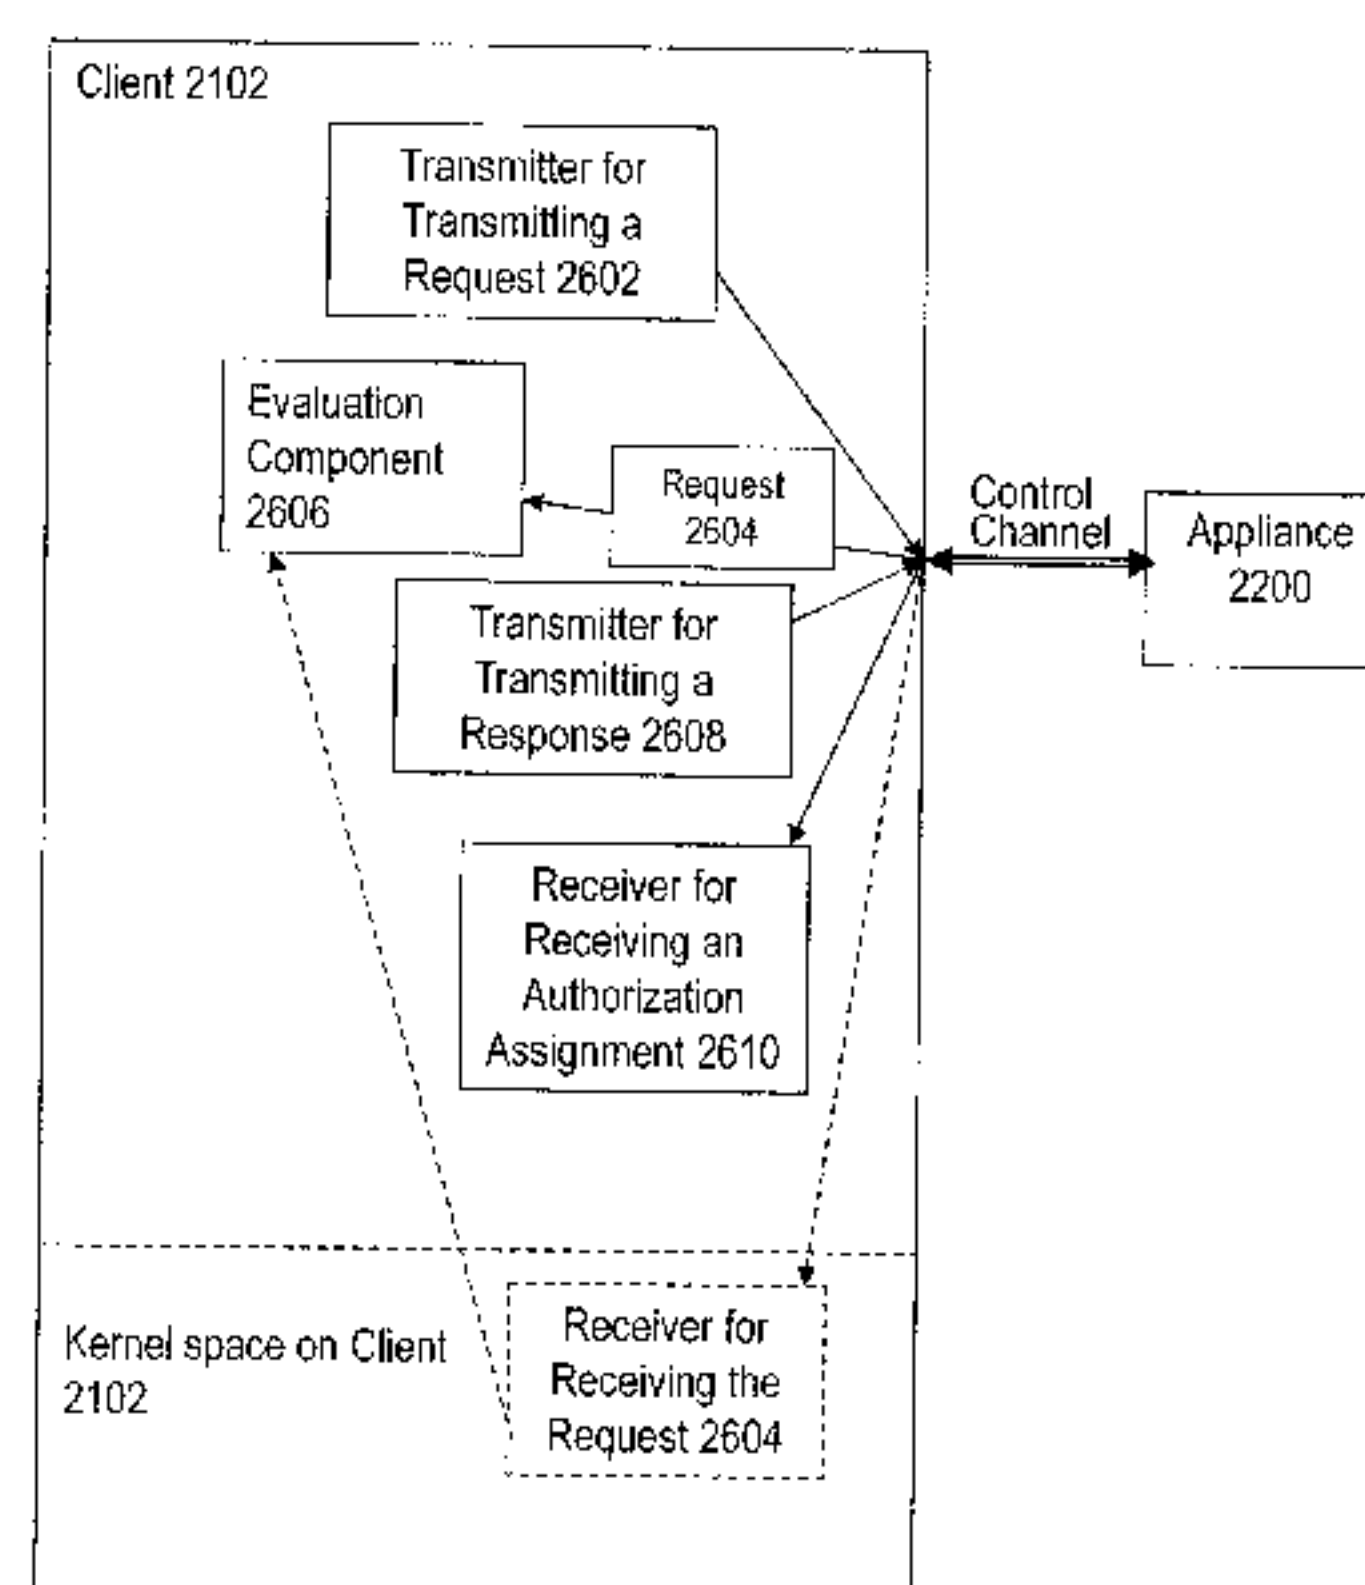 Client 2102
Transmitter for
Transmitting a
Request 2602
Evaluation
Component
2606
Request
2604
Control
Channel
Appliance
2200
Transmitter for
Transmitting a
Response 2608
Receiver for
Receiving an
Authorization
Assignment 2610
Kernel space on Client
2102
Receiver for
Receiving the
Request 2604